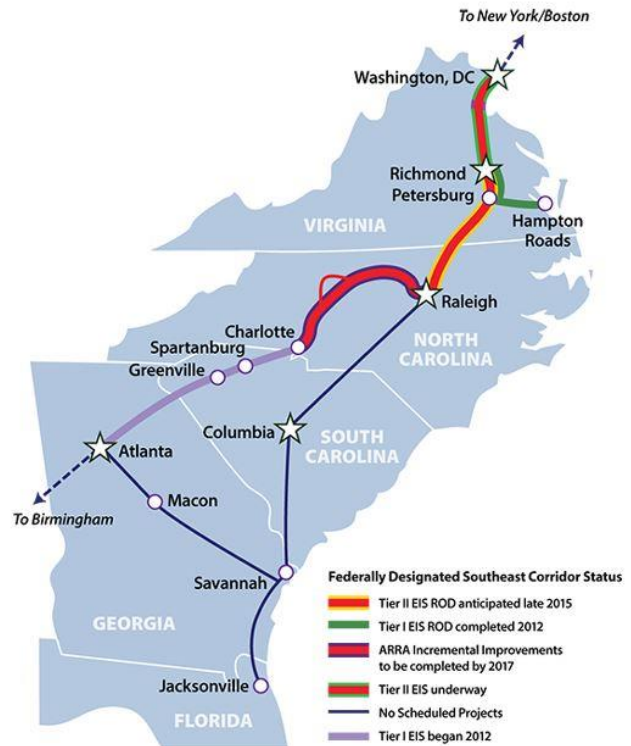 To New York/Boston
Washington, DC
Richmond
Petersburg
Hampton
Roads
VIRGINIA
Raleigh
Charlotte
NORTH
CAROLINA
Spartanburg
Greenville
Columbia
SOUTH
CAROLINA
Atlanta
Macon
To Birmingham
Savannah
GEORGIA
Jacksonville
FLORIDA
Federally Designated Southeast Corridor Status
Tier II EIS ROD anticipated late 2015
Tier I EIS ROD completed 2012
ARRA Incremental Improvements
to be completed by 2017
Tier II EIS underway
No Scheduled Projects
Tier I EIS began 2012